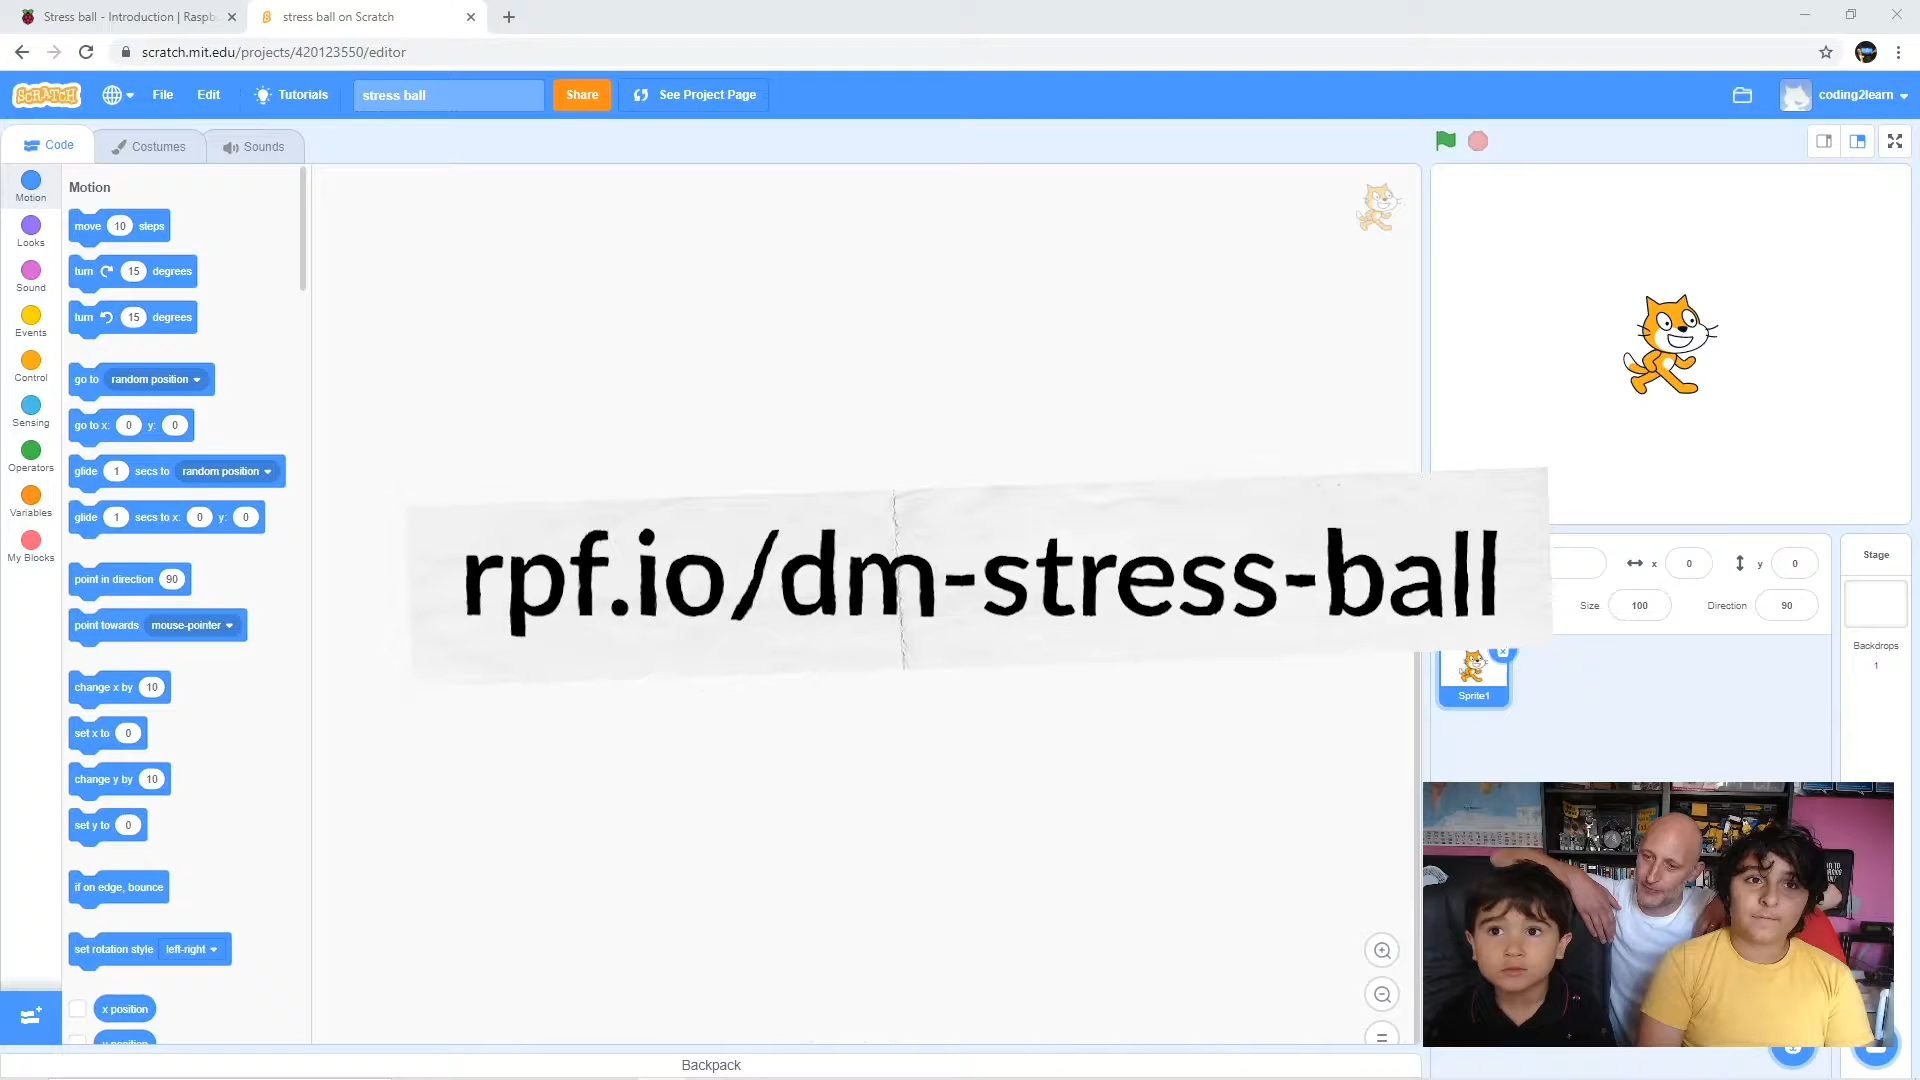 Stress ball - Introduction | Raspb
stress ball on Scratch
scratch.mit.edu/projects/420123550/editor
SCRATCH
File
Edit
Tutorials
stress ball
Share
See Project Page
coding2learn
Code
Costumes
Sounds
Motion
Looks
Sound
Events
Control
Sensing
Operators
Variables
My Blocks
Motion
move 10 steps
turn 15 degrees
turn 15 degrees
go to random position
go to x: 0 y: 0
glide 1 secs to random position
glide 1 secs to x: 0 y: 0
point in direction 90
point towards mouse-pointer
change x by 10
set x to 0
change y by 10
set y to 0
if on edge, bounce
set rotation style left-right
x position
y position
rpf.io/dm-stress-ball
x 0 y 0
Size 100 Direction 90
Sprite1
Stage
Backdrops
1
Backpack